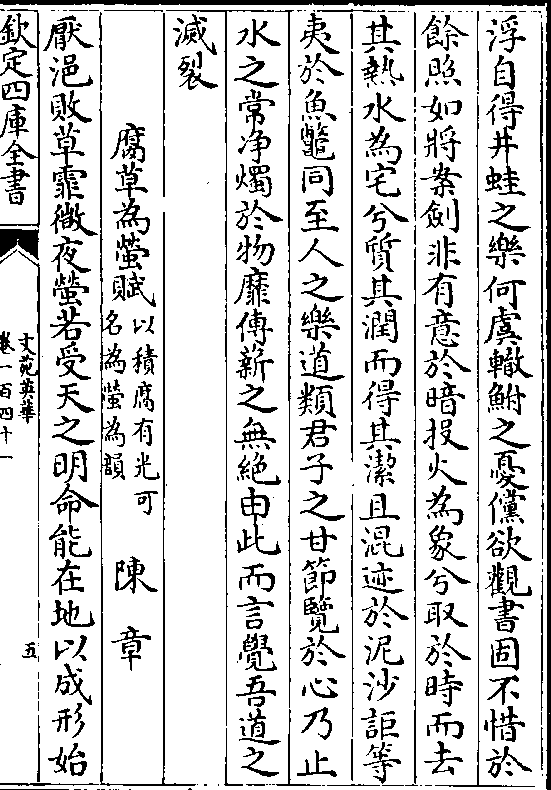 浮自得井蛙之樂何虞轍鮒之憂儻欲觀書固不惜於
餘照如將案劍非有意於暗投火為象兮取於時而去
其熱水為宅兮質其潤而得其潔且混迹於泥沙詎等
夷於魚鼈同至人之樂道類君子之甘節覽於心乃止
水之常净燭於物靡傳薪之無絶由此而言覺吾道之
滅裂
腐草為螢賦以積腐有光可名為螢為韻 陳章
厭浥敗草霏微夜螢若受天之明命能在地以成形始
欽定四庫全書
文苑英華
卷一百四十一
五